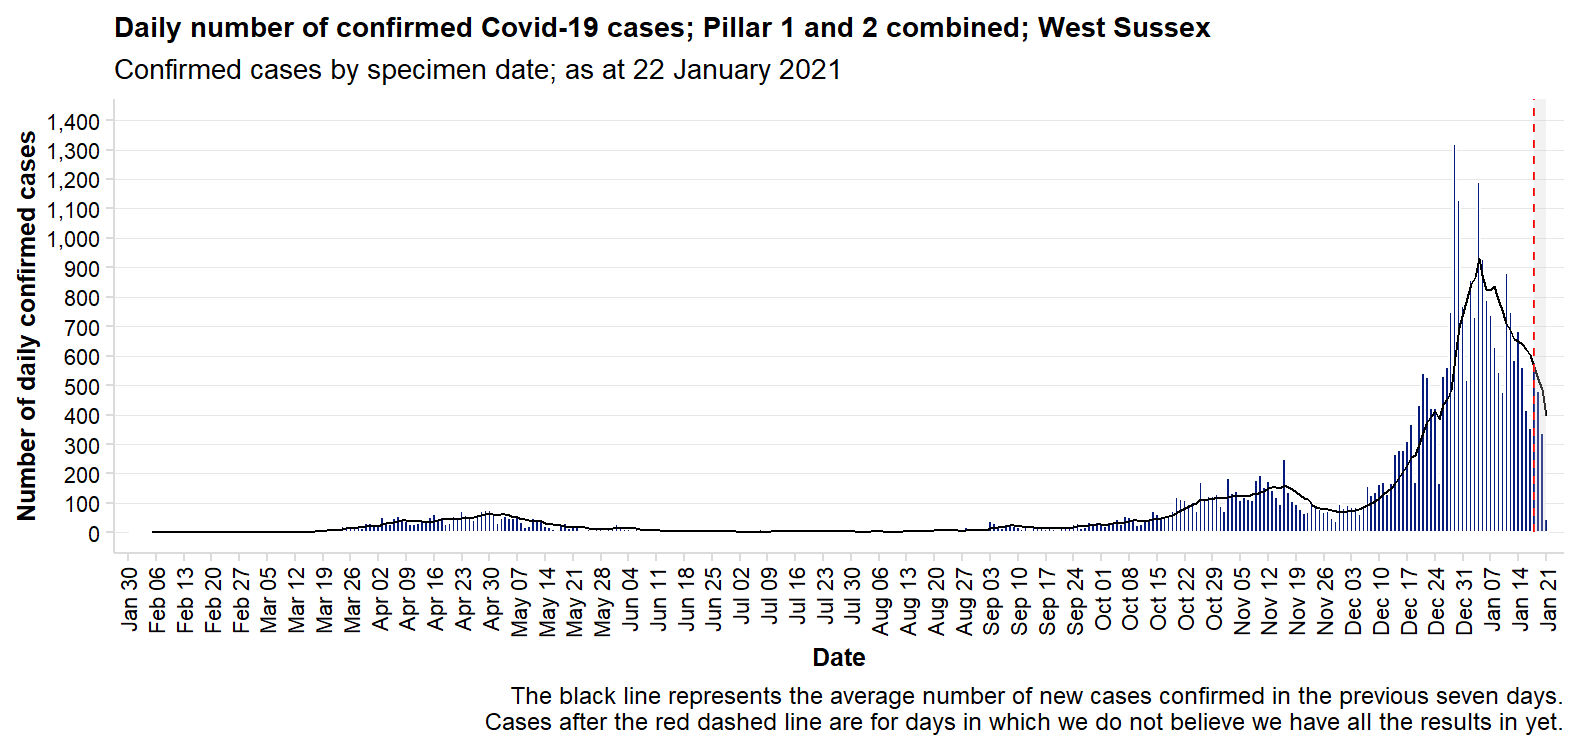 Daily number of confirmed Covid-19 cases; Pillar 1 and 2 combined; West Sussex
Confirmed cases by specimen date; as at 22 January 2021
Number of daily confirmed cases
1,400
1,300
1,200
1,100
1,000
900
800
700
600
500
400
300
200
100
0
Jan 30
Feb 06
Feb 13
Feb 20
Feb 27
Mar 05
Mar 12
Mar 19
Mar 26
Apr 02
Apr 09
Apr 16
Apr 23
Apr 30
May 07
May 14
May 21
May 28
Jun 04
Jun 11
Jun 18
Jun 25
Jul 02
Jul 09
Jul 16
Jul 23
Jul 30
Aug 06
Aug 13
Aug 20
Aug 27
Sep 03
Sep 10
Sep 17
Sep 24
Oct 01
Oct 08
Oct 15
Oct 22
Oct 29
Nov 05
Nov 12
Nov 19
Nov 26
Dec 03
Dec 10
Dec 17
Dec 24
Dec 31
Jan 07
Jan 14
Jan 21
Date
The black line represents the average number of new cases confirmed in the previous seven days.
Cases after the red dashed line are for days in which we do not believe we have all the results in yet.